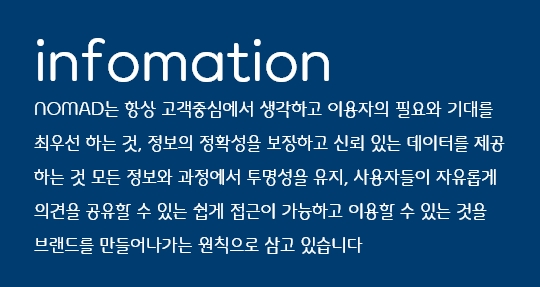 infomation
NOMAD는 항상 고객중심에서 생각하고 이용자의 필요와 기대를
최우선 하는 것, 정보의 정확성을 보장하고 신뢰 있는 데이터를 제공
하는 것 모든 정보와 과정에서 투명성을 유지, 사용자들이 자유롭게
의견을 공유할 수 있는 쉽게 접근이 가능하고 이용할 수 있는 것을
브랜드를 만들어나가는 원칙으로 삼고 있습니다